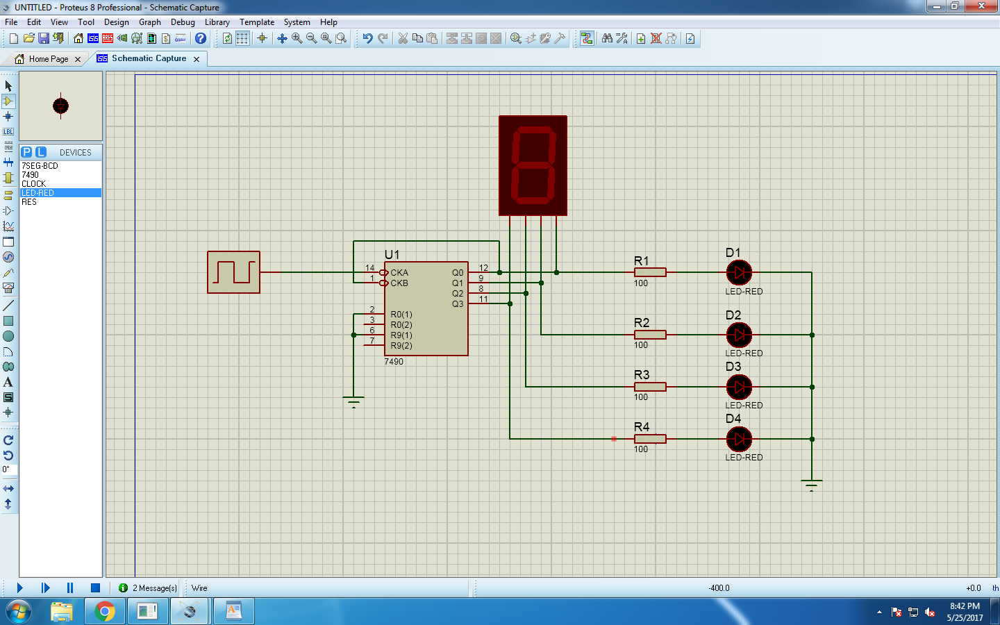 UNTITLED - Proteus 8 Professional - Schematic Capture
File Edit View Tool Design Graph Debug Library Template System Help
Home Page
Schematic Capture
LBL
P L DEVICES
7SEG-BCD
7490
CLOCK
LED-RED
RES
A
S
0°
U1
14 CKA
1 CKB
2 R0(1)
3 R0(2)
6 R9(1)
7 R9(2)
Q0 12
Q1 9
Q2 8
Q3 11
7490
R1
100
D1
LED-RED
R2
100
D2
LED-RED
R3
100
D3
LED-RED
R4
100
D4
LED-RED
2 Message(s) Wire -400.0 +0.0 th
8:42 PM
5/25/2017